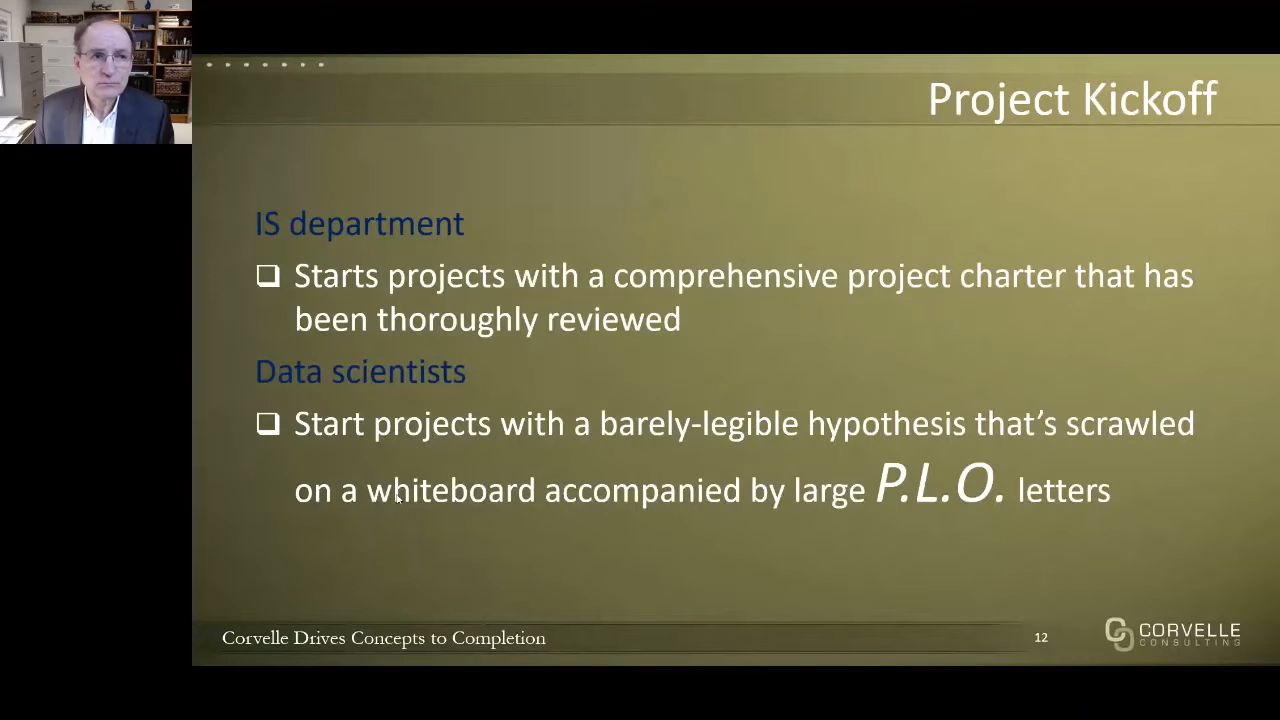 Project Kickoff
IS department
Starts projects with a comprehensive project charter that has
been thoroughly reviewed
Data scientists
Start projects with a barely-legible hypothesis that’s scrawled
on a whiteboard accompanied by large P.L.O. letters
Corvelle Drives Concepts to Completion
12
CORVELLE
CONSULTING